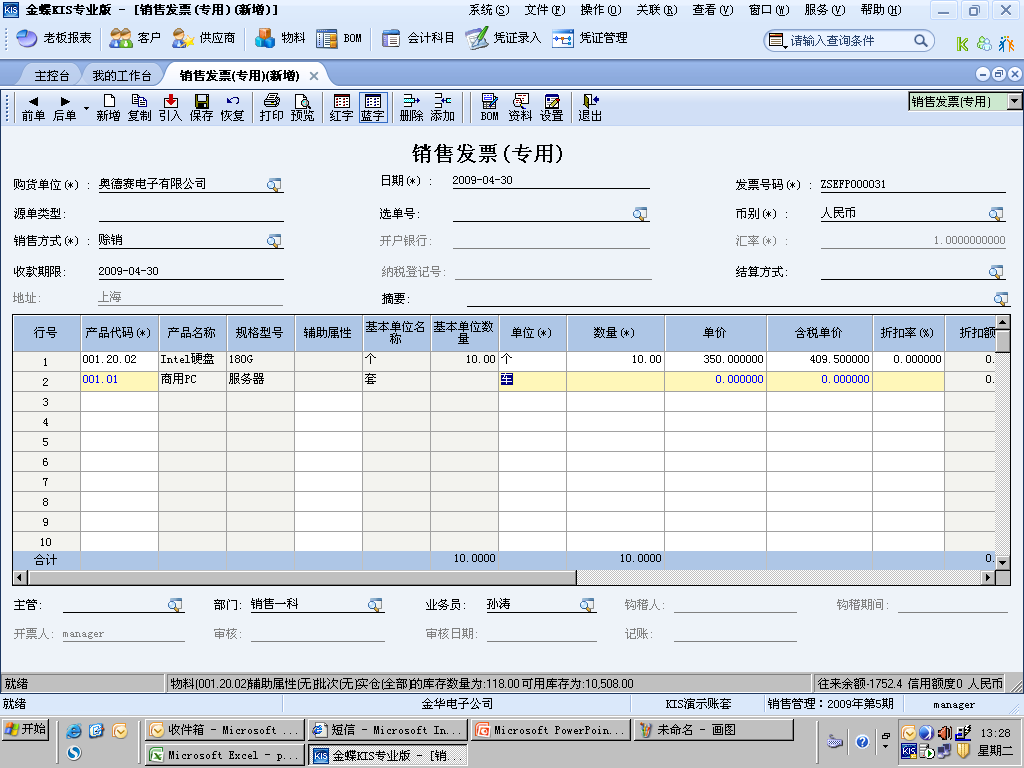 金蝶KIS专业版 - [销售发票(专用)(新增)]
系统(S) 文件(F) 操作(O) 关联(R) 查看(V) 窗口(W) 服务(V) 帮助(H)
老板报表 客户 供应商 物料 BOM 会计科目 凭证录入 凭证管理 请输入查询条件
主控台 我的工作台 销售发票(专用)(新增)
前单 后单 新增 复制 引入 保存 恢复 打印 预览 红字 蓝字 删除 添加 BOM 资料 设置 退出 销售发票(专用)
销售发票(专用)
购货单位(*) : 奥德赛电子有限公司 日期(*) : 2009-04-30 发票号码(*) : ZSEFP000031
源单类型: 选单号: 币别(*) : 人民币
销售方式(*) : 赊销 开户银行: 汇率(*) : 1.0000000000
收款期限: 2009-04-30 纳税登记号: 结算方式:
地址: 上海 摘要:
行号 产品代码(*) 产品名称 规格型号 辅助属性 基本单位名称 基本单位数量 单位(*) 数量(*) 单价 含税单价 折扣率(%) 折扣额
1 001.20.02 Intel硬盘 180G 个 10.00 个 10.00 350.000000 409.500000 0.000000 0.
2 001.01 商用PC 服务器 套 0.000000 0.000000 0.
3
4
5
6
7
8
9
10
合计 10.0000 10.0000 0.
主管: 部门: 销售一科 业务员: 孙涛 钩稽人: 钩稽期间:
开票人: manager 审核: 审核日期: 记账:
就绪 物料(001.20.02)辅助属性(无)批次(无)实仓(全部)的库存数量为:118.00 可用库存为:10,508.00 往来余额-1752.4 信用额度0 人民币
就绪 金华电子公司 KIS演示账套 销售管理:2009年第5期 manager
开始 收件箱 - Microsoft ... 短信 - Microsoft In... Microsoft PowerPoin... 未命名 - 画图 13:28
Microsoft Excel - p... 金蝶KIS专业版 - [销... 星期二